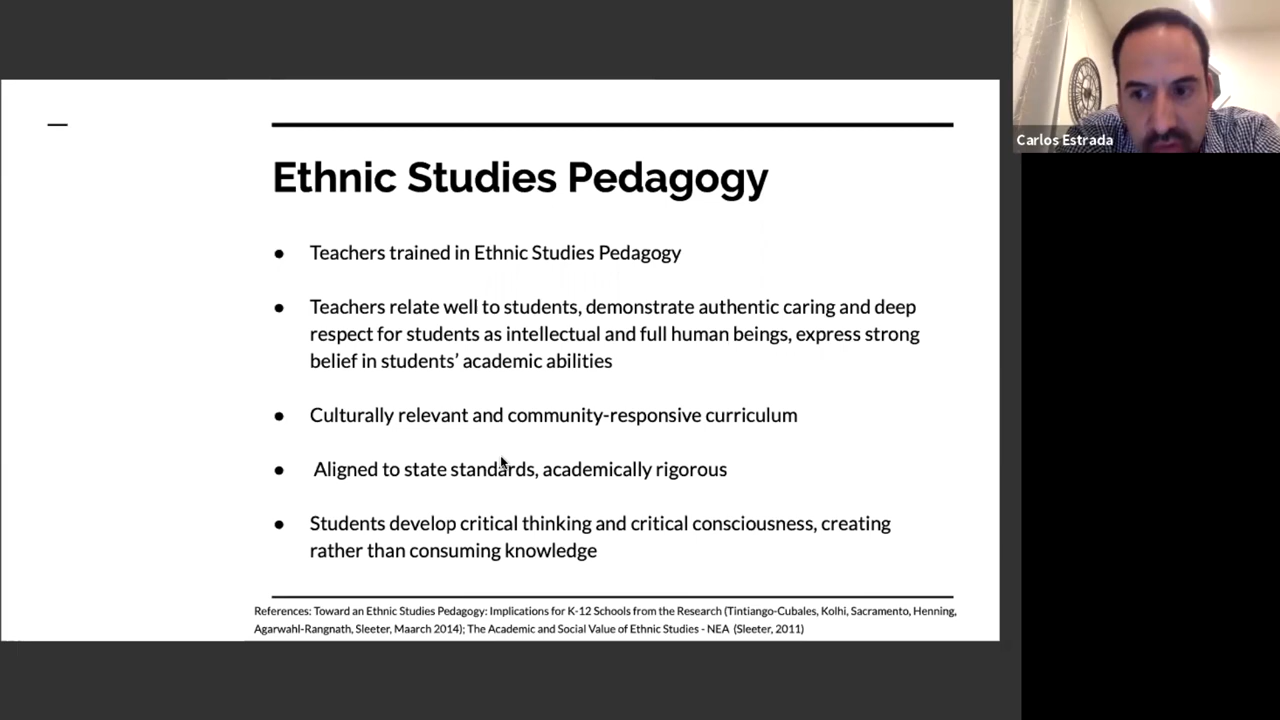 Ethnic Studies Pedagogy
● Teachers trained in Ethnic Studies Pedagogy
● Teachers relate well to students, demonstrate authentic caring and deep
respect for students as intellectual and full human beings, express strong
belief in students’ academic abilities
● Culturally relevant and community-responsive curriculum
● Aligned to state standards, academically rigorous
● Students develop critical thinking and critical consciousness, creating
rather than consuming knowledge
References: Toward an Ethnic Studies Pedagogy: Implications for K-12 Schools from the Research (Tintiango-Cubales, Kolhi, Sacramento, Henning,
Agarwahl-Rangnath, Sleeter, Maarch 2014); The Academic and Social Value of Ethnic Studies - NEA (Sleeter, 2011)
Carlos Estrada